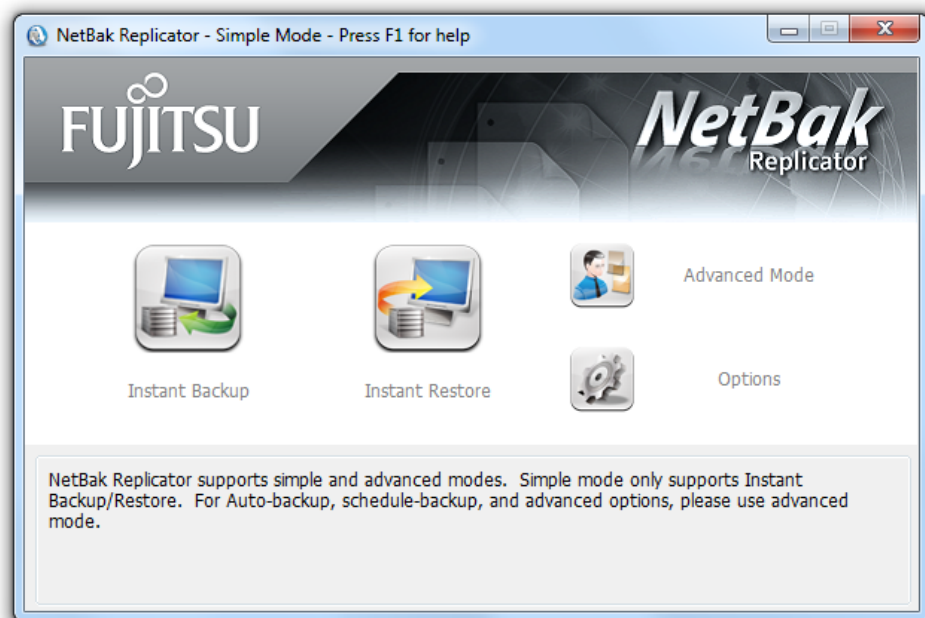 NetBak Replicator - Simple Mode - Press F1 for help
FUJITSU
NetBak
Replicator
Advanced Mode
Options
Instant Backup
Instant Restore
NetBak Replicator supports simple and advanced modes.  Simple mode only supports Instant
Backup/Restore.  For Auto-backup, schedule-backup, and advanced options, please use advanced
mode.